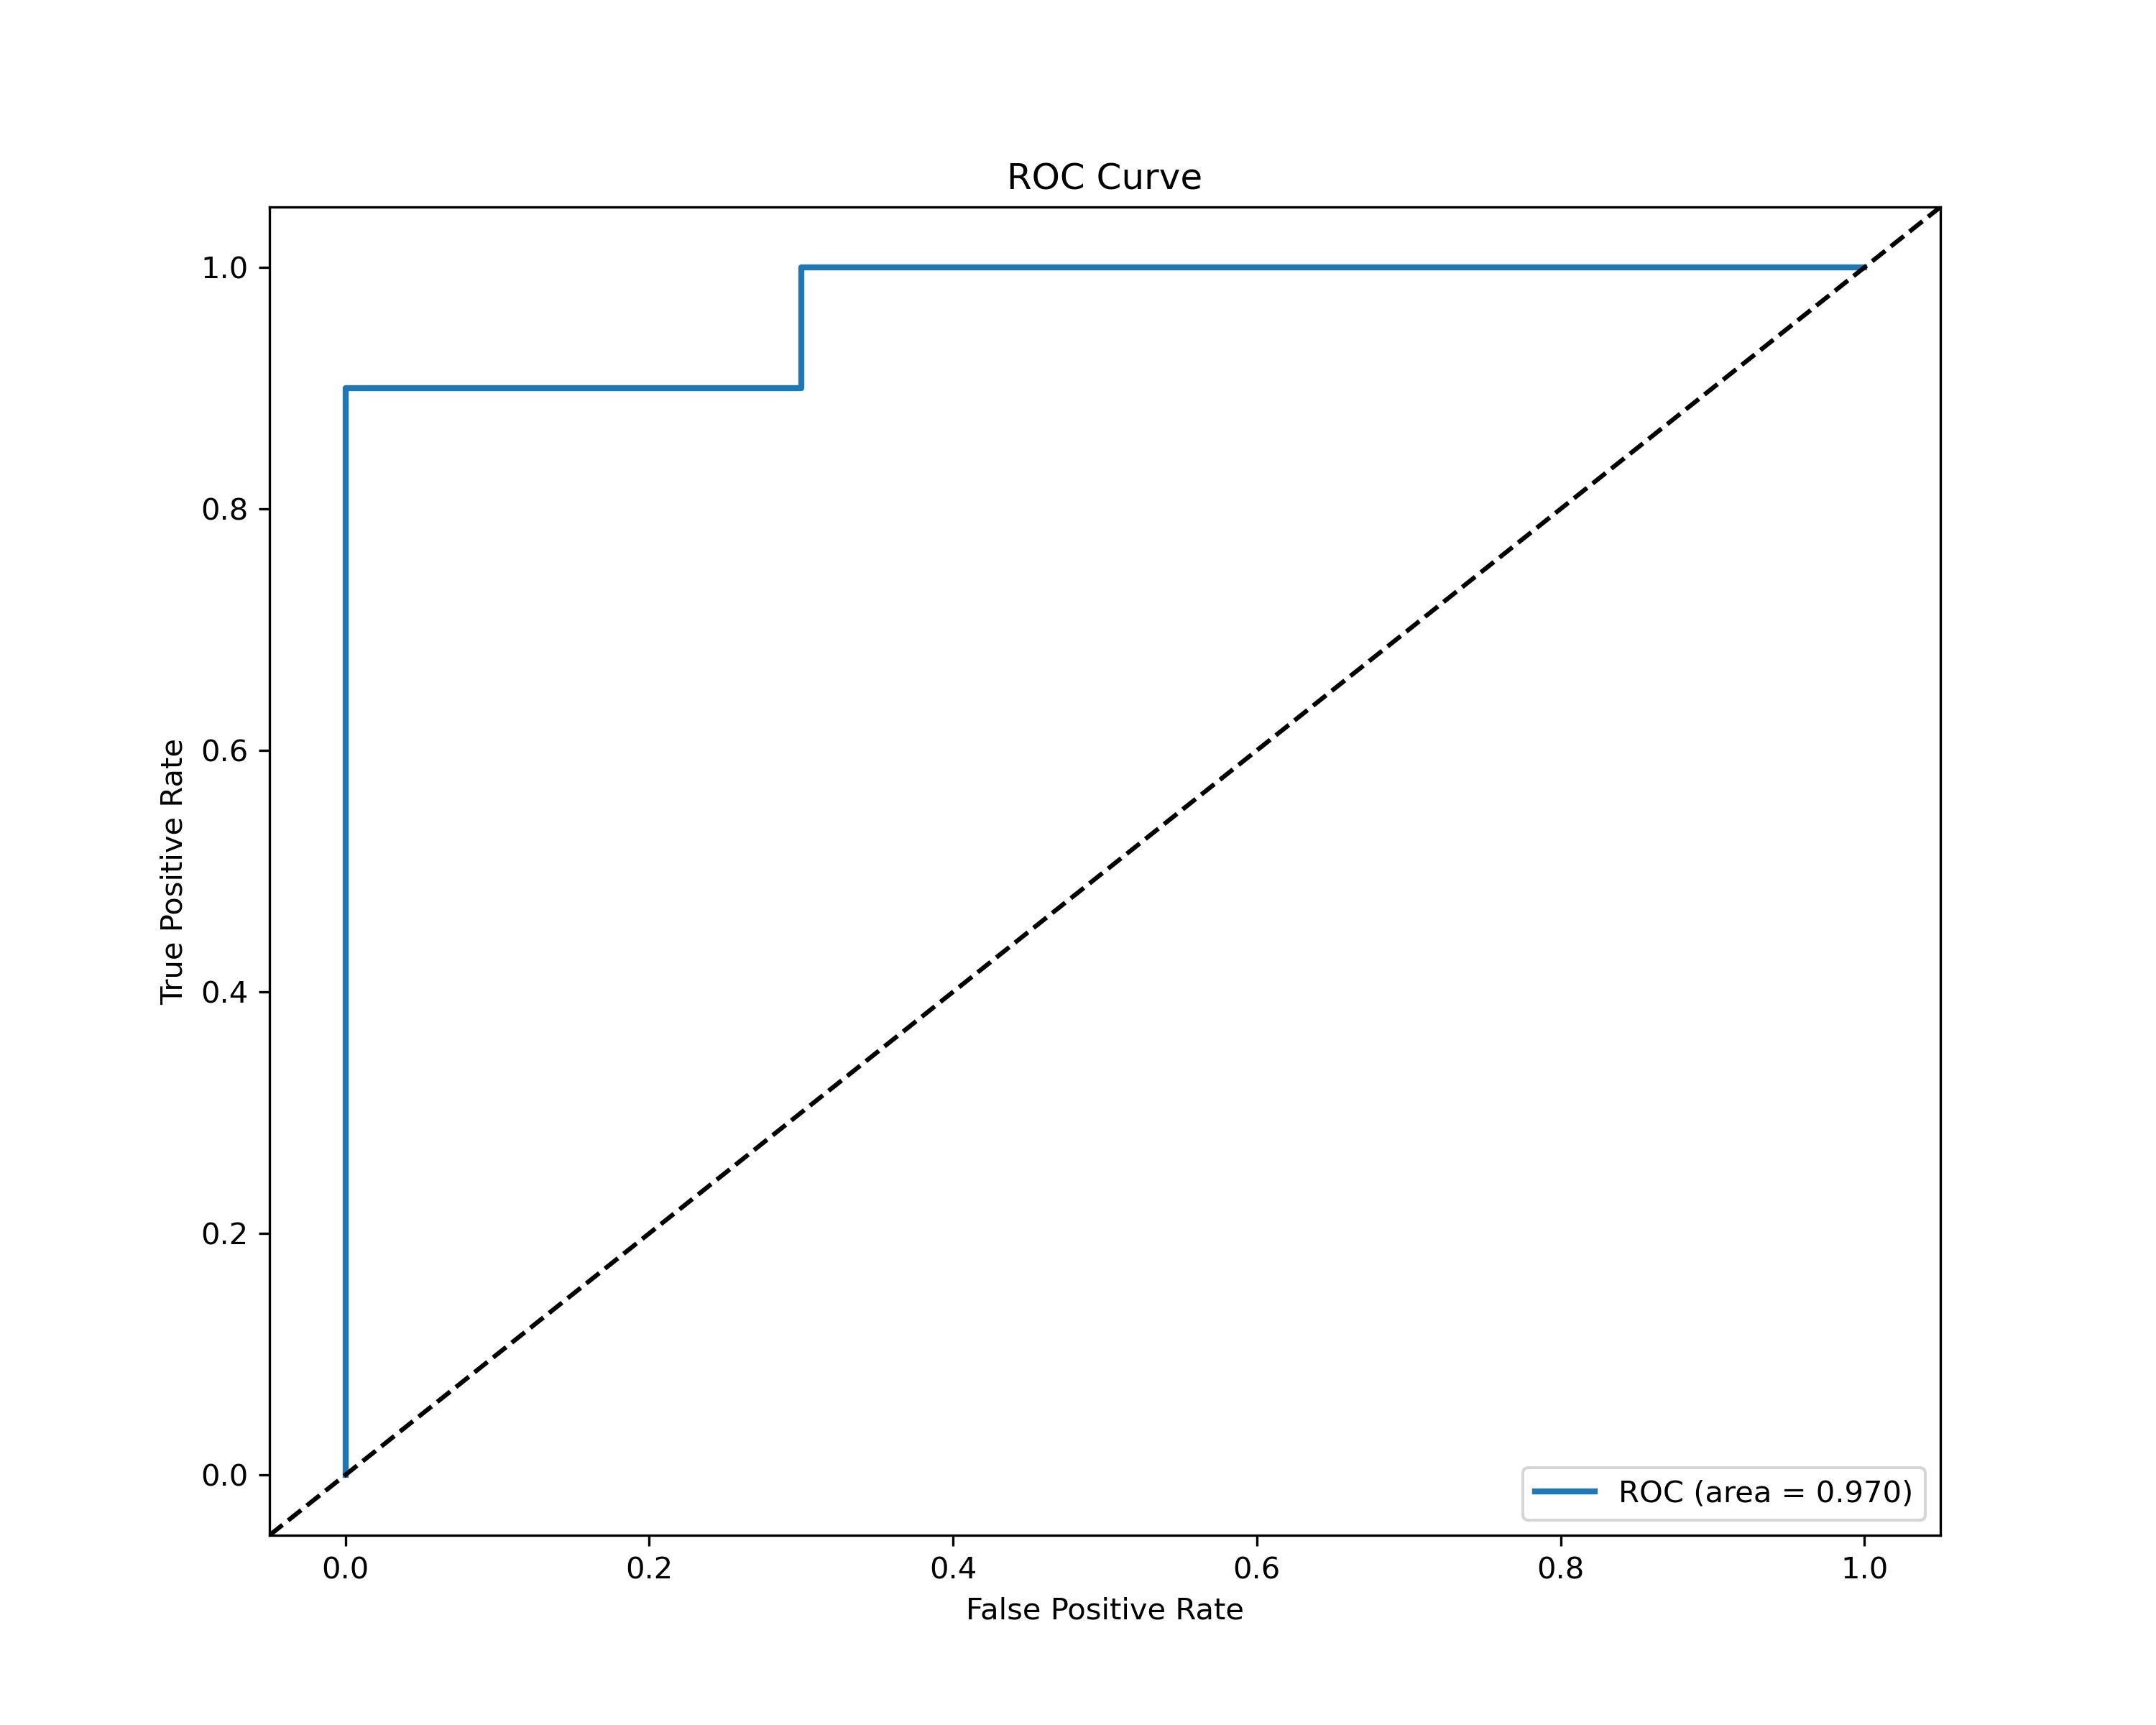 ROC Curve
1.0
0.8
0.6
0.4
0.2
0.0
True Positive Rate
0.0 0.2 0.4 0.6 0.8 1.0
False Positive Rate
ROC (area = 0.970)